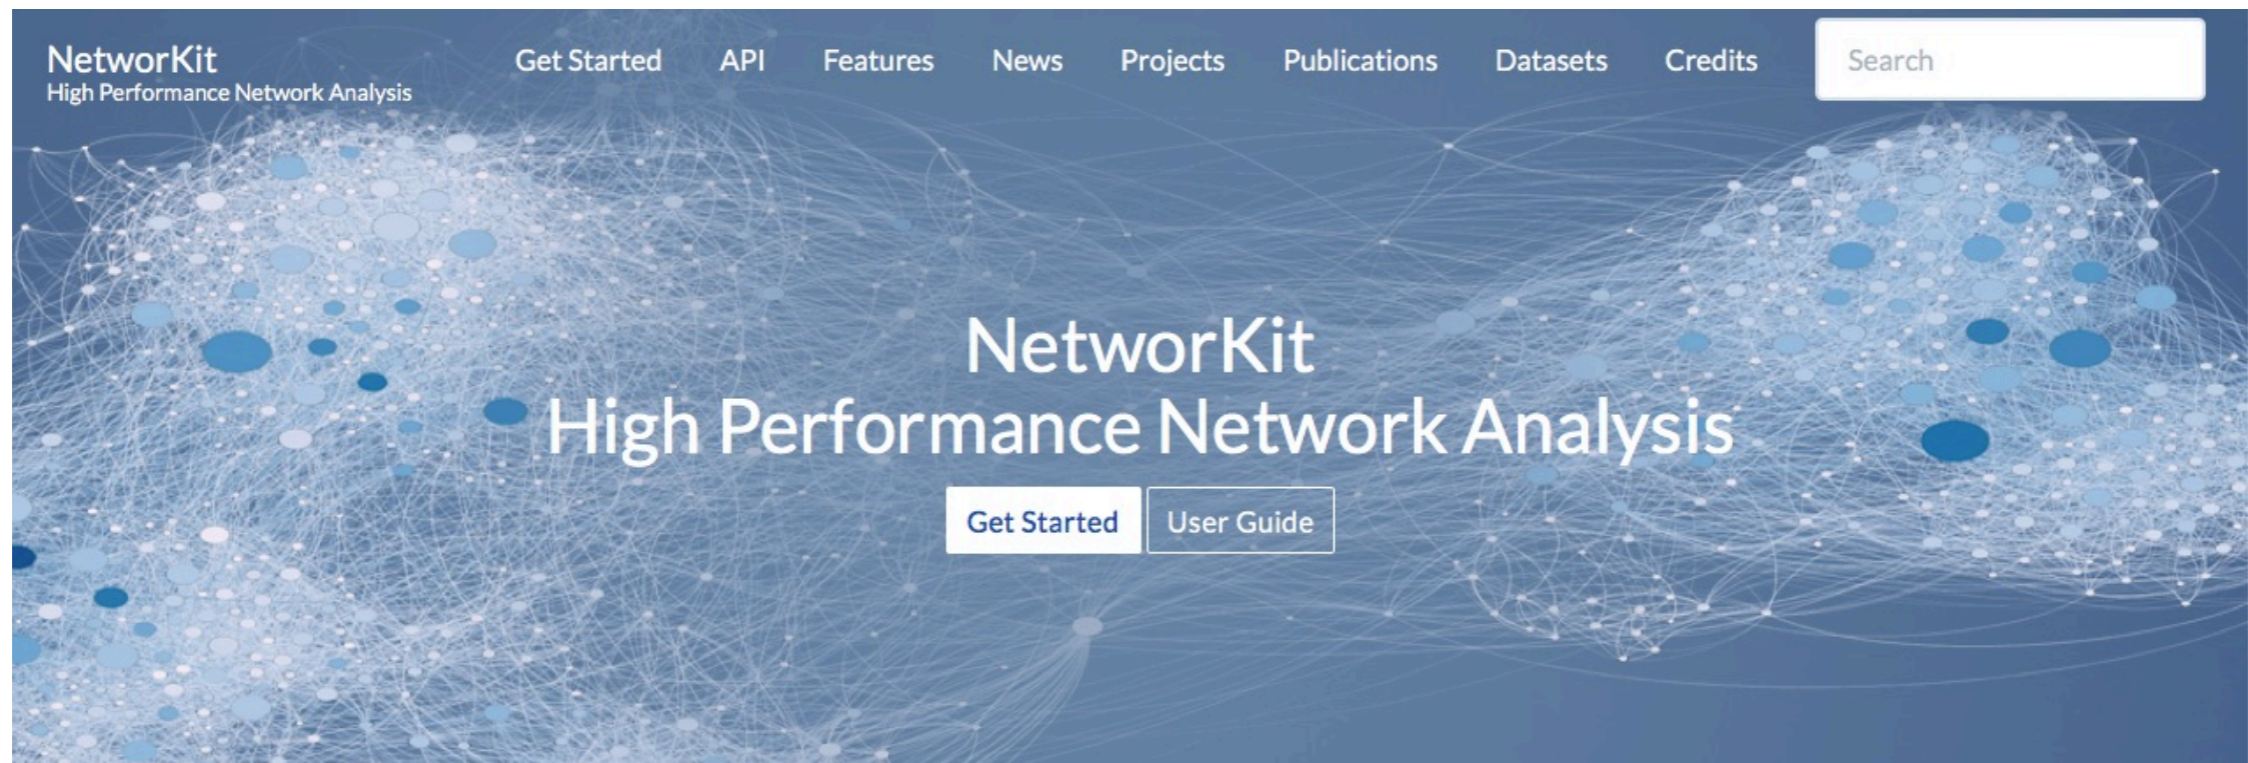 NetworKit
High Performance Network Analysis
Get Started API Features News Projects Publications Datasets Credits Search
NetworKit
High Performance Network Analysis
Get Started User Guide